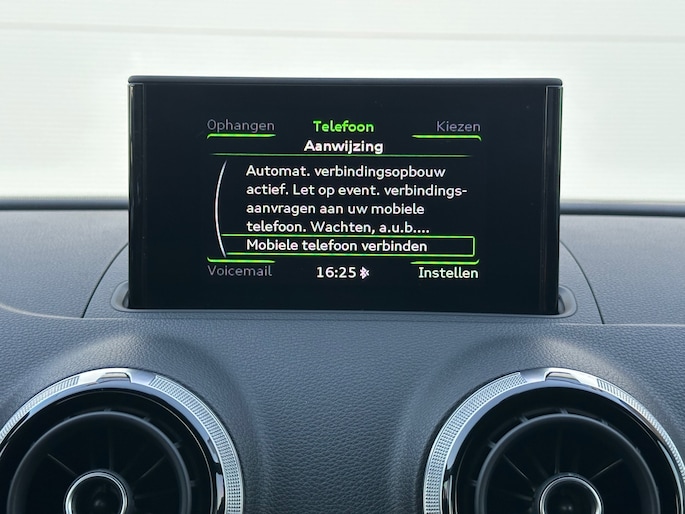 Ophangen Telefoon Kiezen
Aanwijzing
Automat. verbindingsopbouw
actief. Let op event. verbindings-
aanvragen aan uw mobiele
telefoon. Wachten, a.u.b....
Mobiele telefoon verbinden
Voicemail 16:25 Instellen